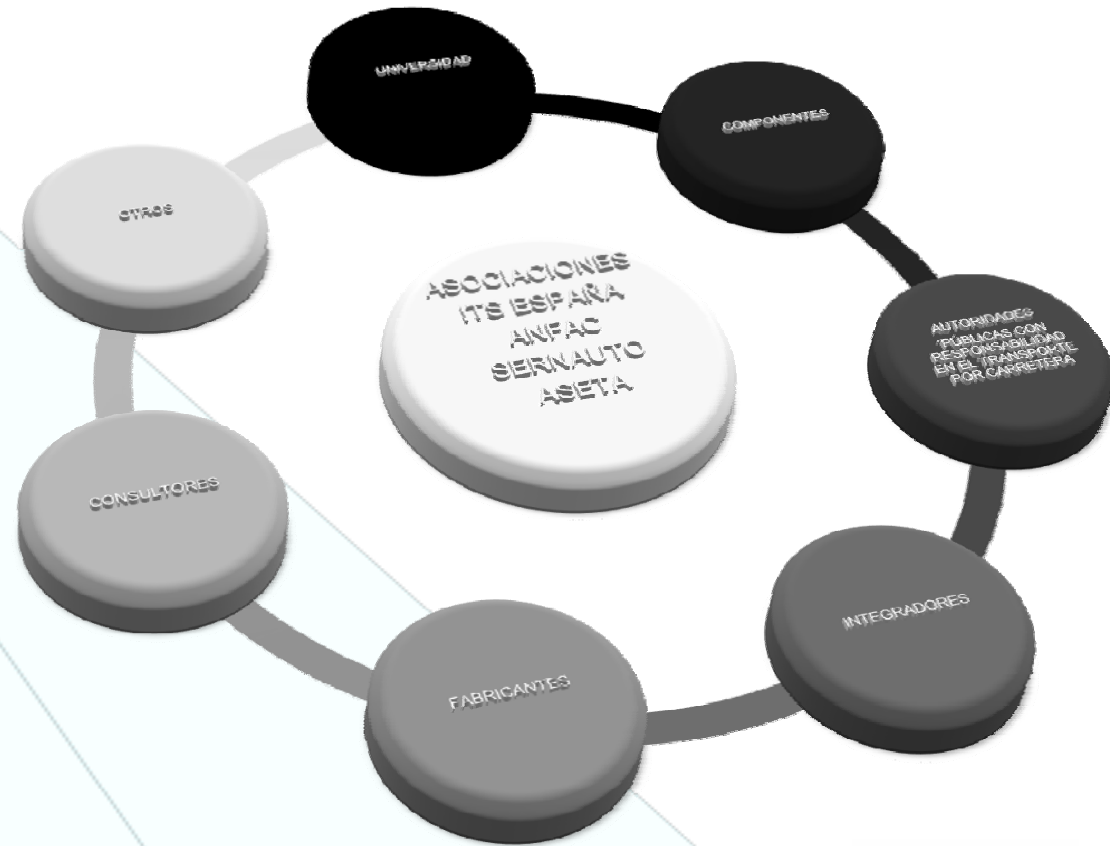 UNIVERSIDAD
COMPONENTES
AUTORIDADES
PÚBLICAS CON
RESPONSABILIDAD
EN EL TRANSPORTE
POR CARRETERA
INTEGRADORES
FABRICANTES
CONSULTORES
OTROS
ASOCIACIONES
ITS ESPAÑA
ANFAC
SERNAUTO
ASETA